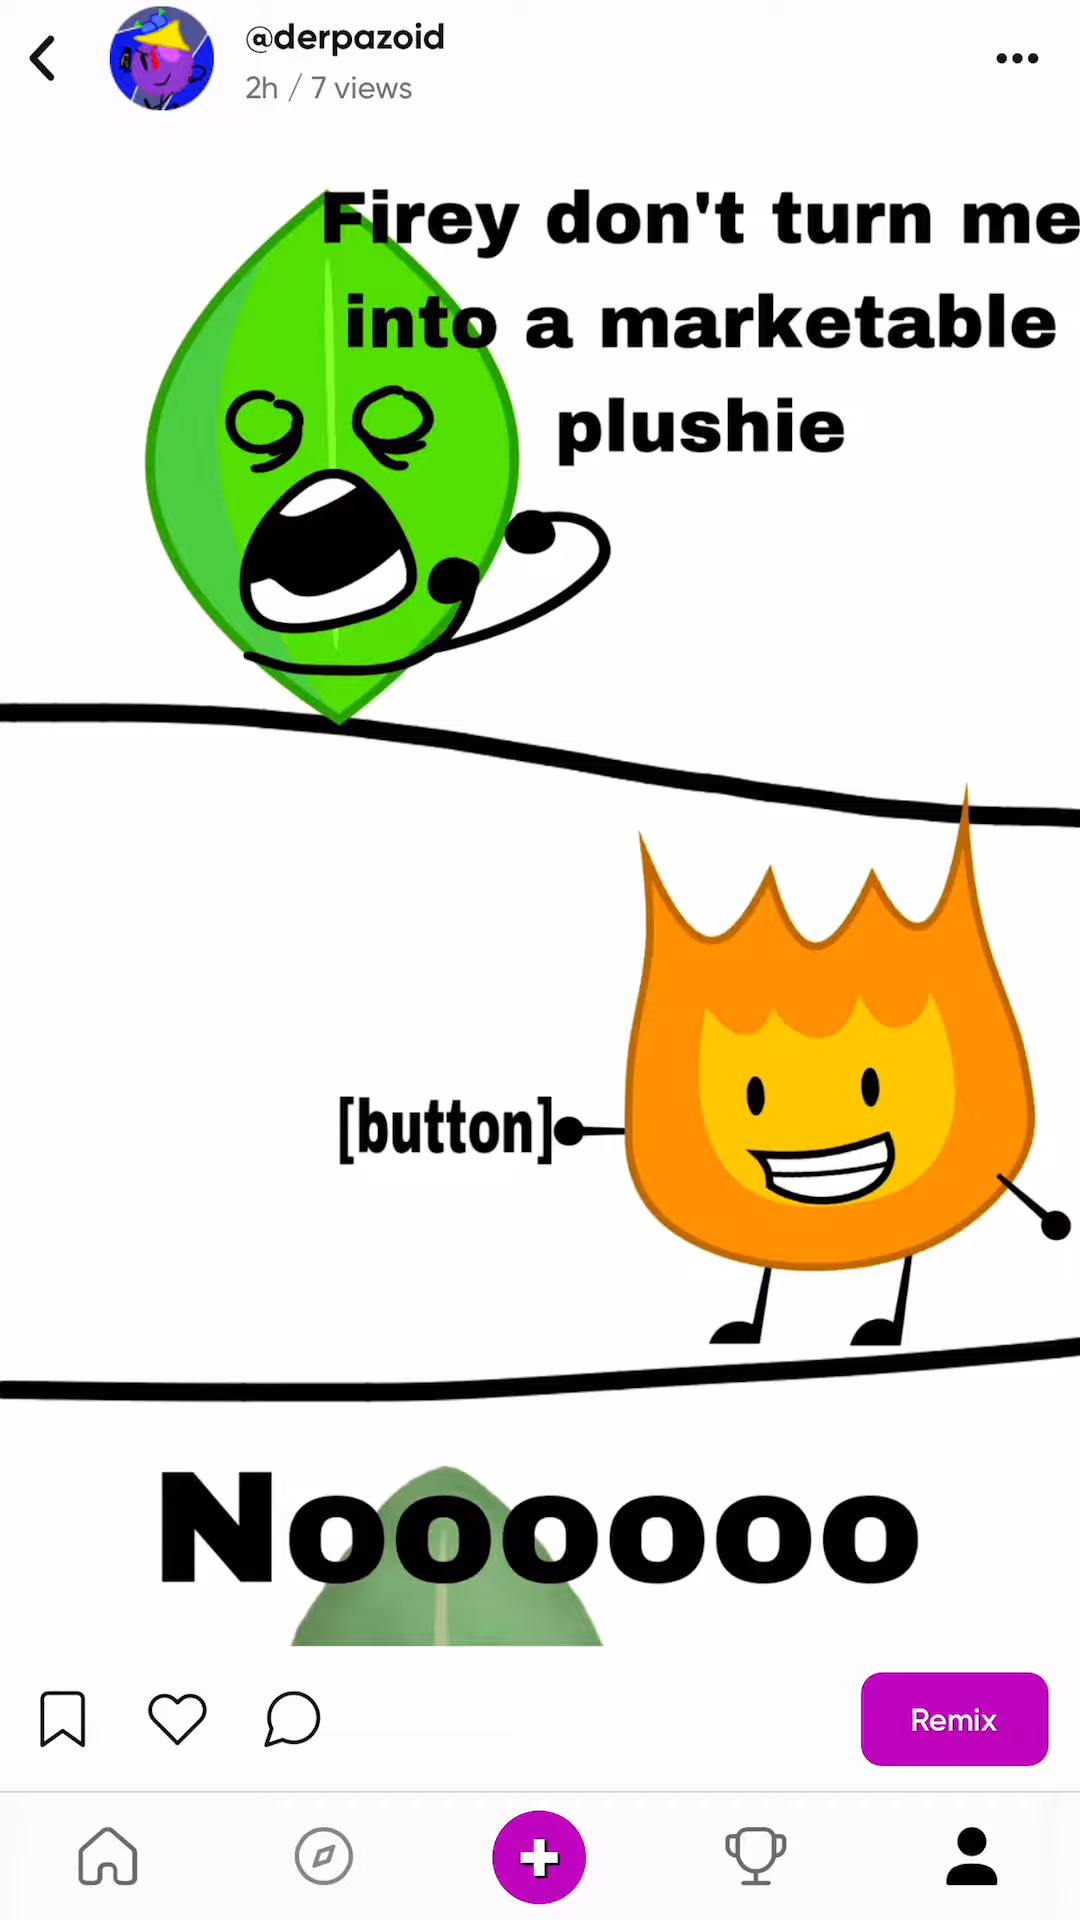 @derpazoid
2h / 7 views
Firey don't turn me
into a marketable
plushie
[button]
Noooooo
Remix